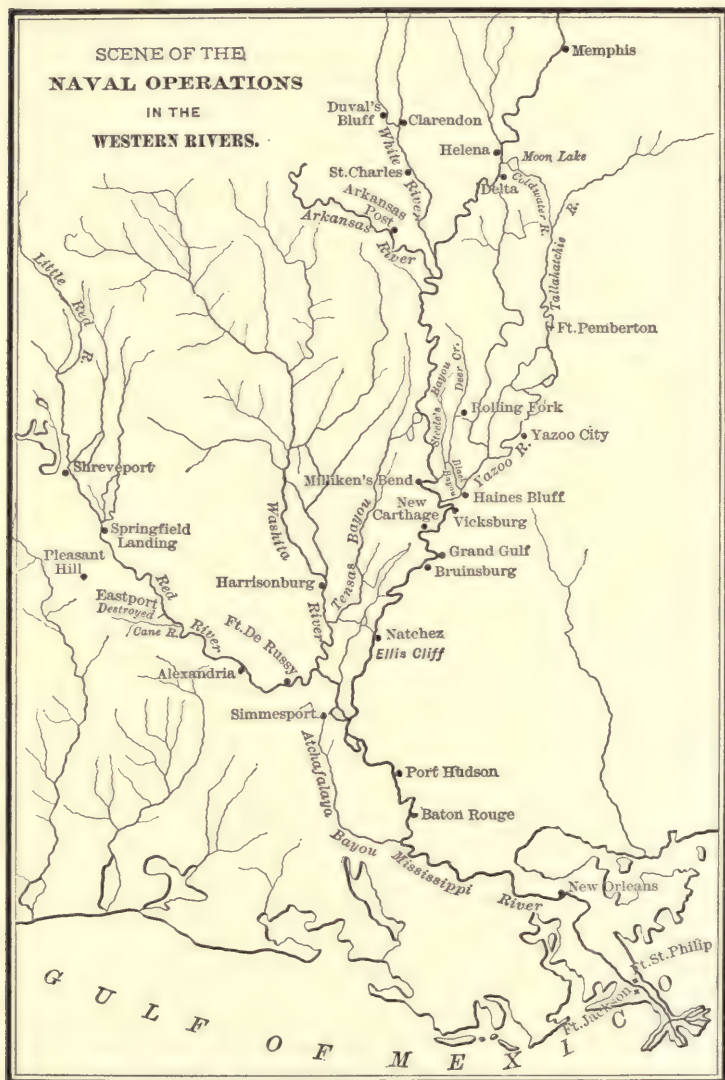 SCENE OF THE
NAVAL OPERATIONS
IN THE
WESTERN RIVERS.
Memphis
Duval's
Bluff
Clarendon
White
River
Helena
Moon Lake
St. Charles
Delta
Coldwater R.
Arkansas
Post
Arkansas
River
Tallahatchie R.
Little
Red
R.
Ft. Pemberton
Steele's Bayou
Deer Cr.
Rolling Fork
Yazoo City
Yazoo R.
Shreveport
Milliken's Bend
Black
Bayou
Haines Bluff
New
Carthage
Vicksburg
Washita
River
Tensas Bayou
Springfield
Landing
Grand Gulf
Bruinsburg
Pleasant
Hill
Harrisonburg
Eastport
Destroyed
Cane R.
Red
River
Ft. De Russy
Natchez
Ellis Cliff
Alexandria
Simmesport
Atchafalaya
Bayou
Port Hudson
Baton Rouge
Mississippi
River
New Orleans
Ft. St. Philip
Ft. Jackson
GULF OF MEXICO